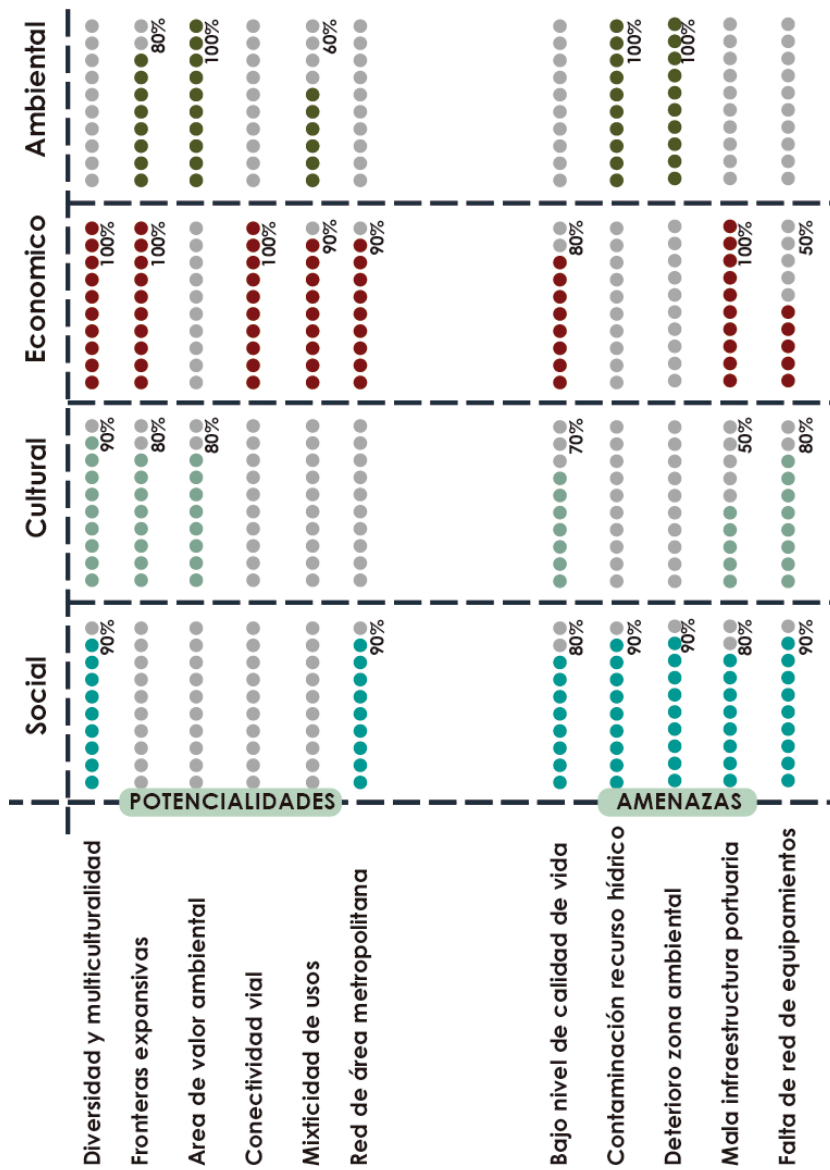 Social
Cultural
Economico
Ambiental
POTENCIALIDADES
Diversidad y multiculturalidad
90%
90%
100%
Fronteras expansivas
80%
100%
80%
Area de valor ambiental
80%
100%
Conectividad vial
100%
Mixticidad de usos
90%
60%
Red de área metropolitana
90%
90%
AMENAZAS
Bajo nivel de calidad de vida
80%
70%
80%
Contaminación recurso hídrico
90%
100%
Deterioro zona ambiental
90%
100%
Mala infraestructura portuaria
80%
50%
100%
Falta de red de equipamientos
90%
80%
50%